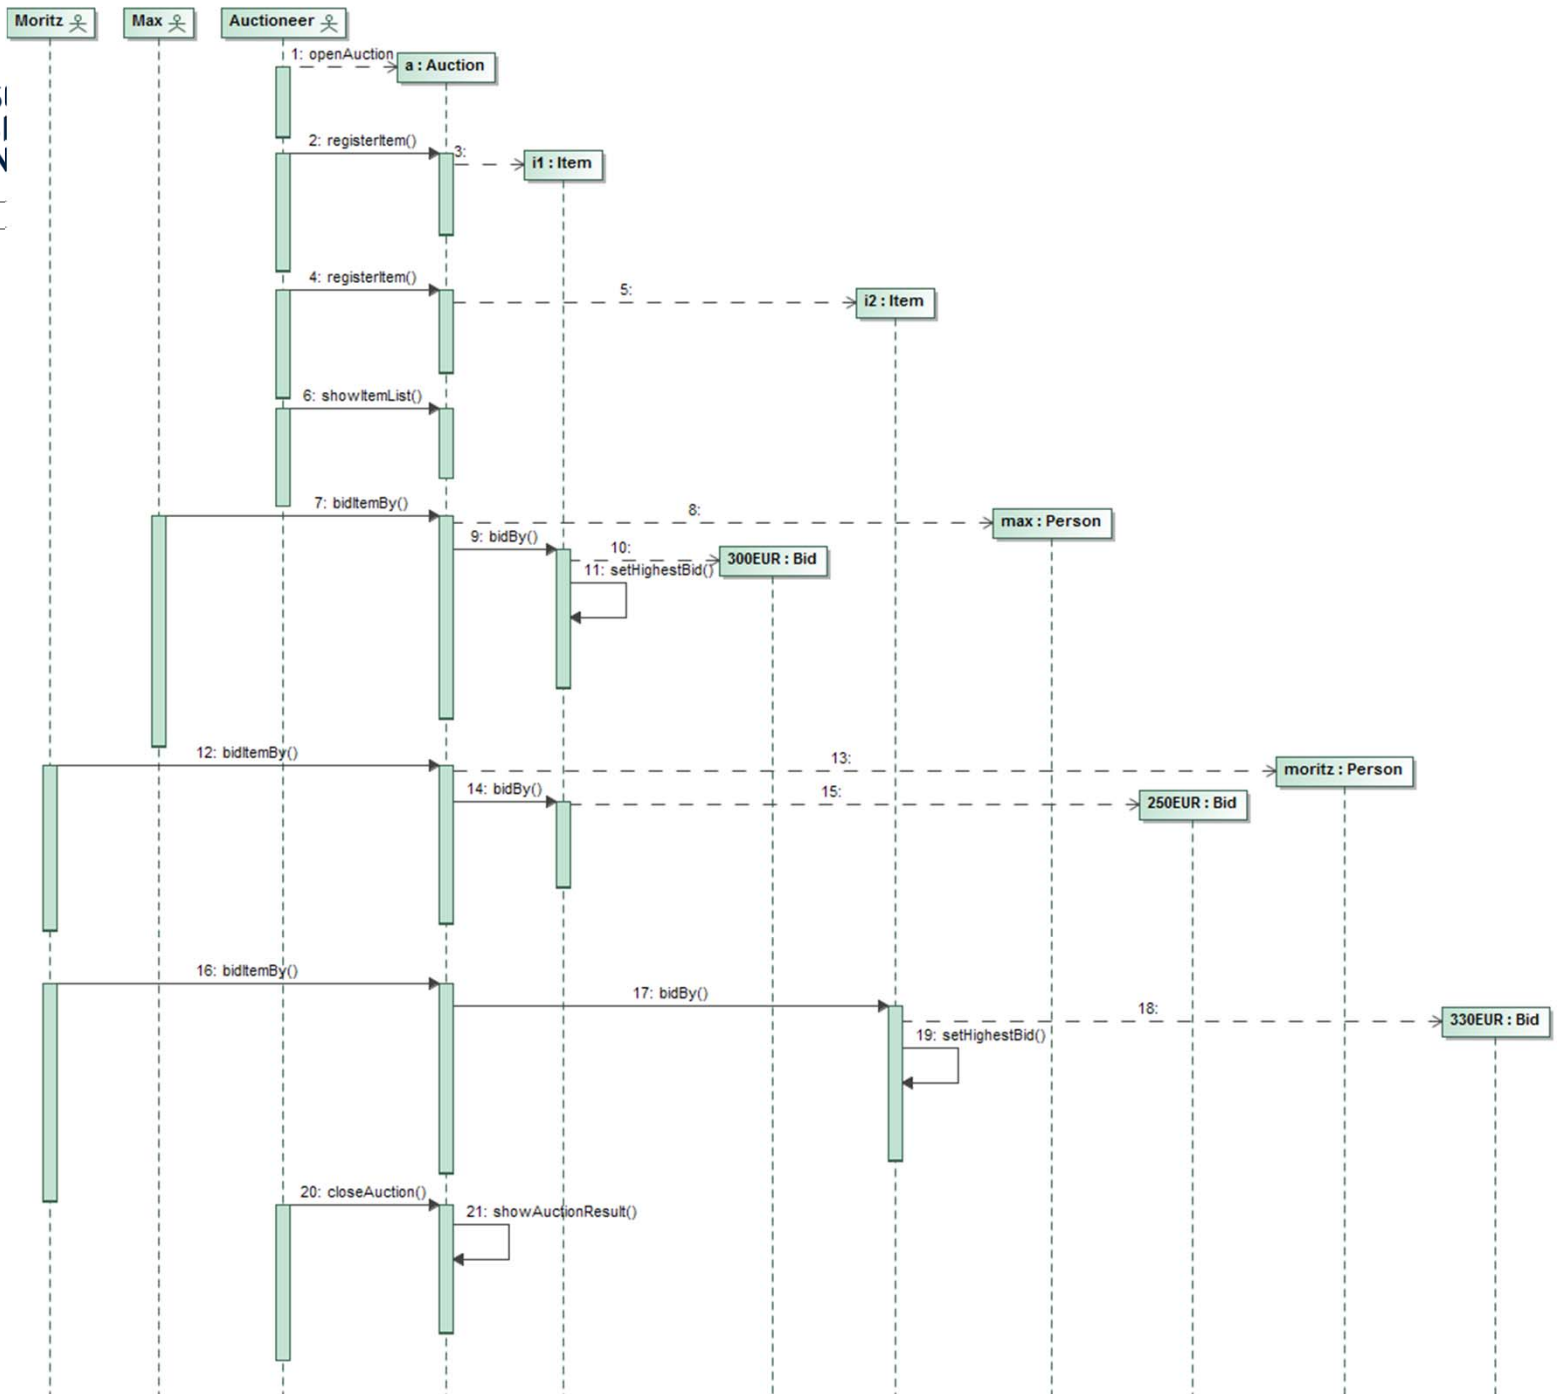 Moritz
Max
Auctioneer
1: openAuction
a : Auction
2: registerItem()
3:
i1 : Item
4: registerItem()
5:
i2 : Item
6: showItemList()
7: bidItemBy()
8:
max : Person
9: bidBy()
10:
300EUR : Bid
11: setHighestBid()
12: bidItemBy()
13:
moritz : Person
14: bidBy()
15:
250EUR : Bid
16: bidItemBy()
17: bidBy()
18:
330EUR : Bid
19: setHighestBid()
20: closeAuction()
21: showAuctionResult()